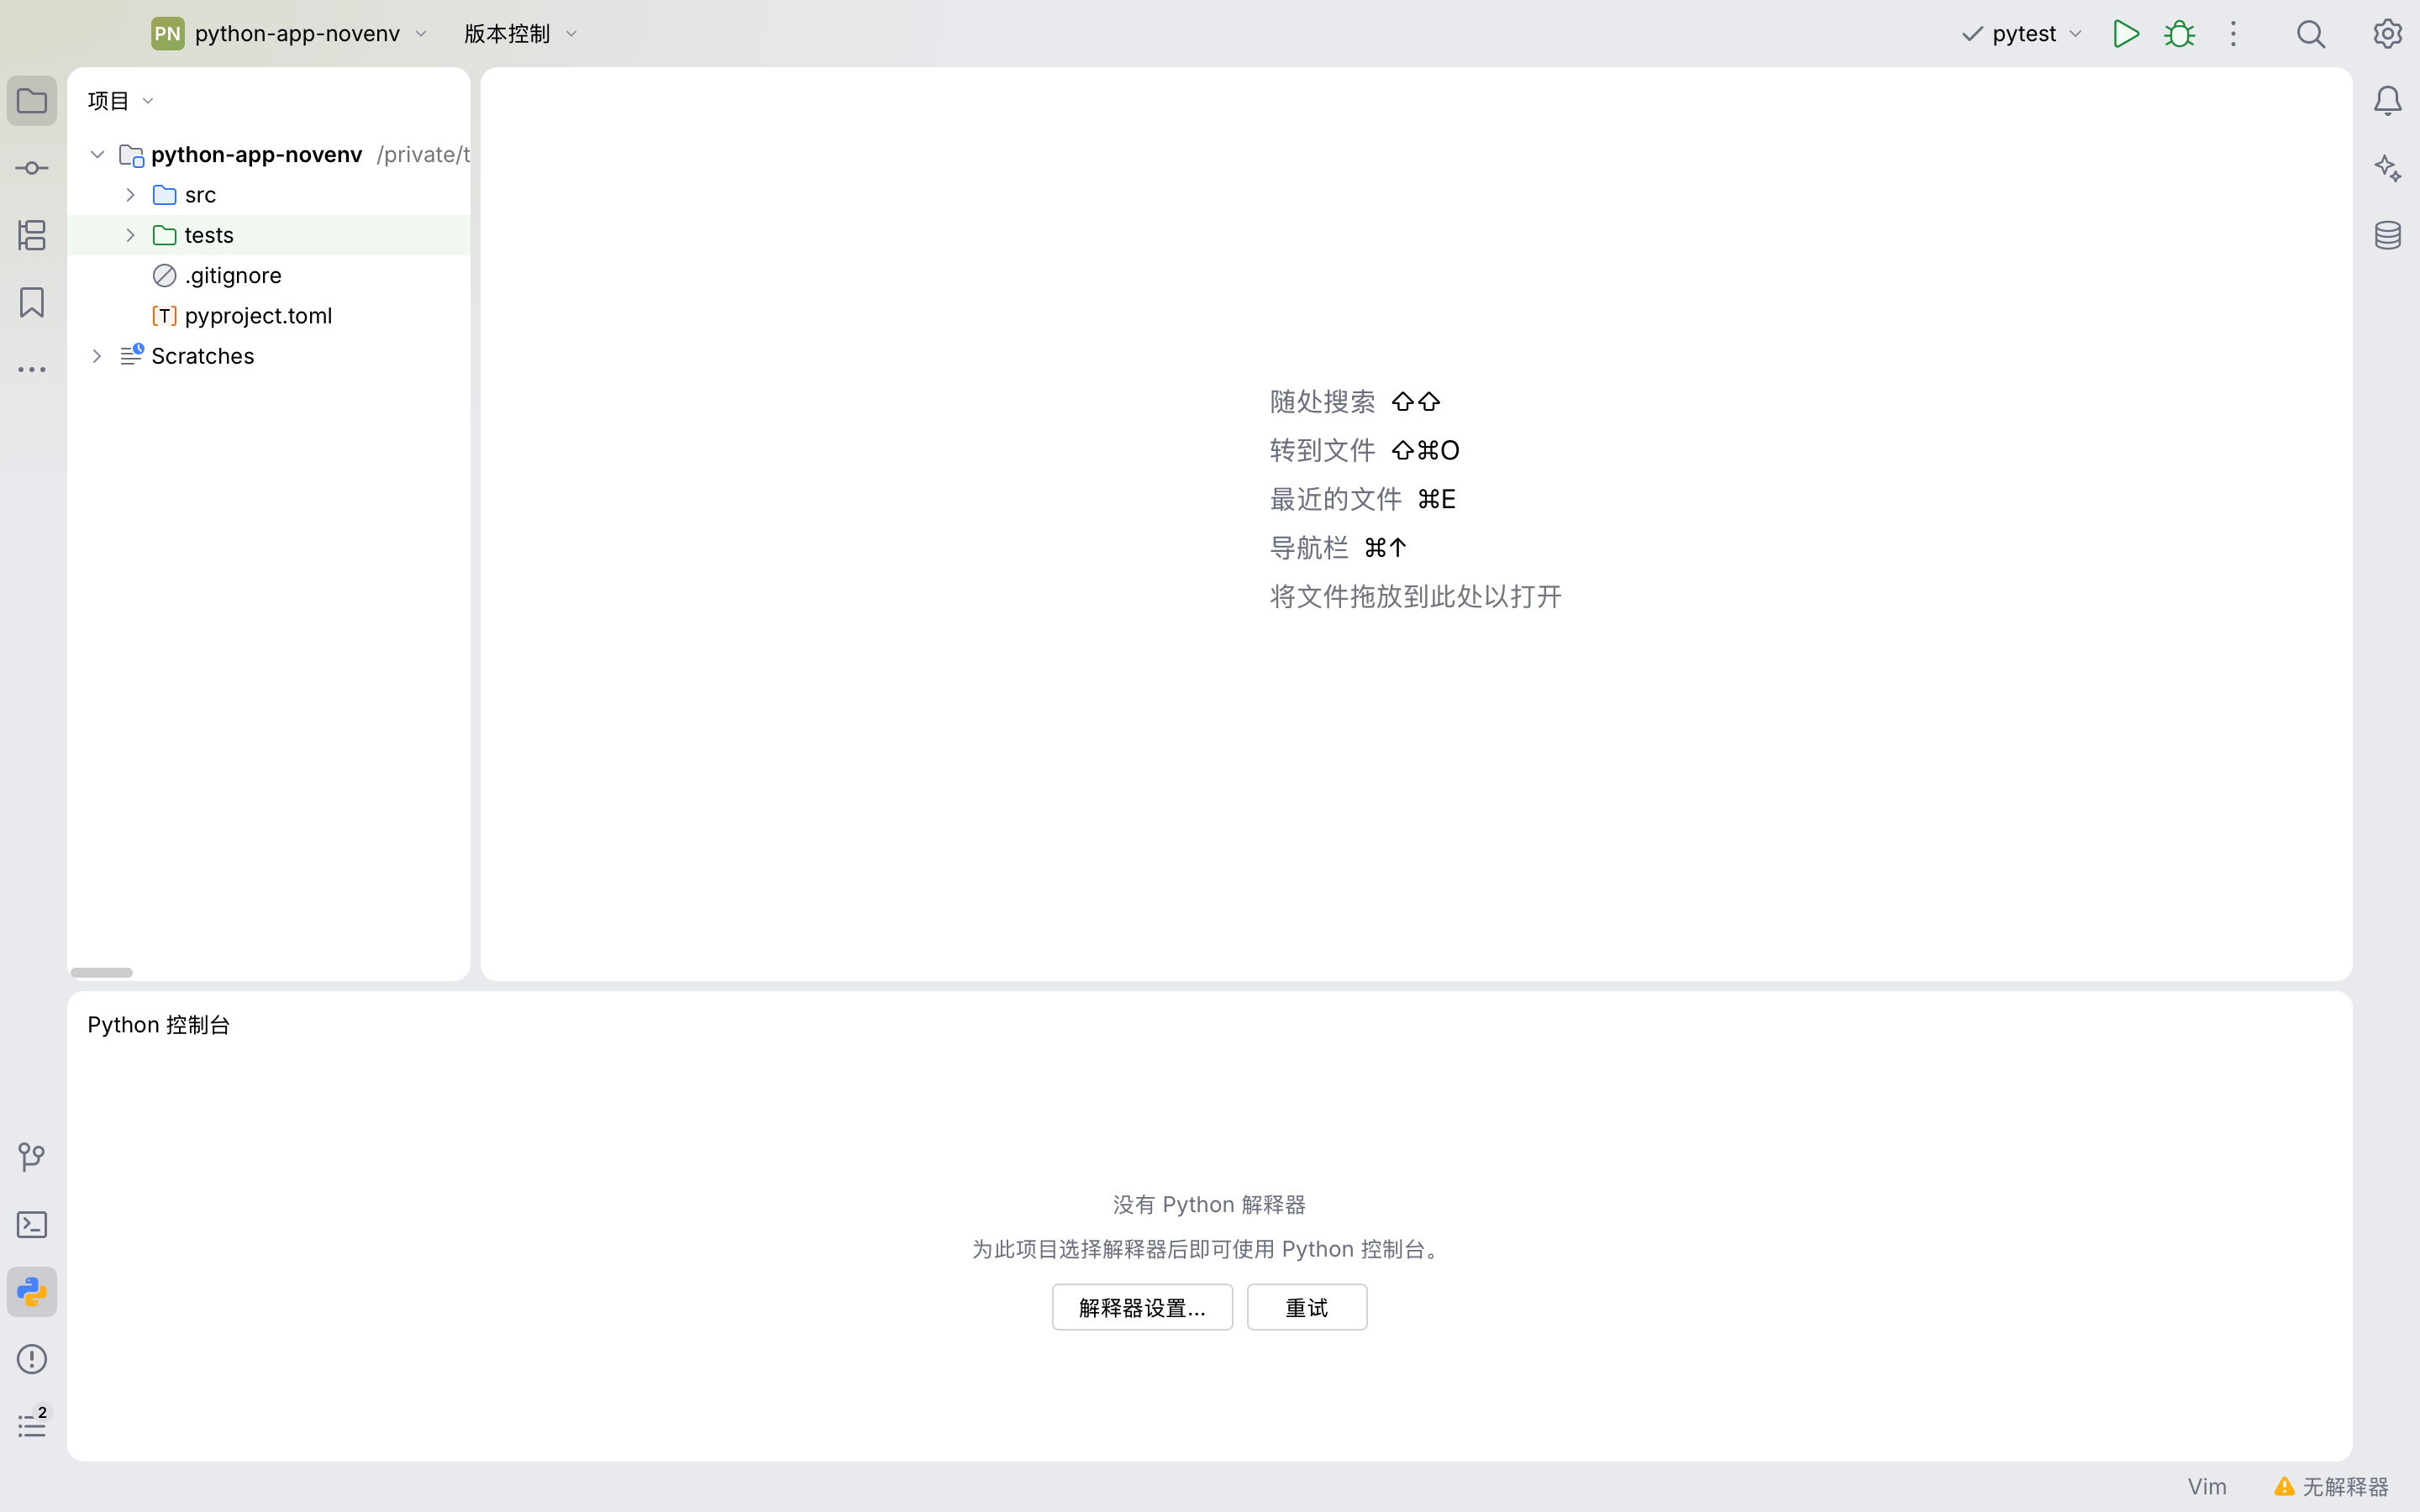 PN python-app-novenv 版本控制 pytest
项目
python-app-novenv /private/t
src
tests
.gitignore
[T] pyproject.toml
Scratches
随处搜索 ⇧⇧
转到文件 ⇧⌘O
最近的文件 ⌘E
导航栏 ⌘↑
将文件拖放到此处以打开
Python 控制台
没有 Python 解释器
为此项目选择解释器后即可使用 Python 控制台。
解释器设置... 重试
2
Vim 无解释器